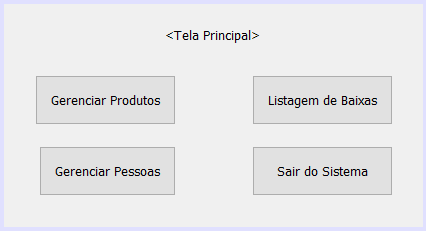 <Tela Principal>
Gerenciar Produtos
Listagem de Baixas
Gerenciar Pessoas
Sair do Sistema